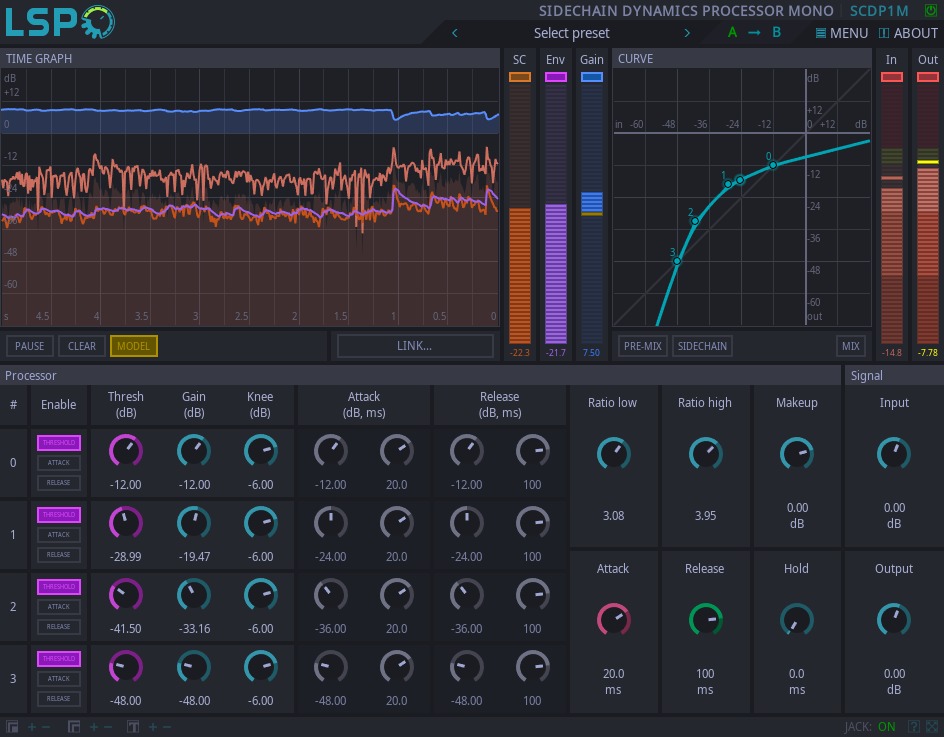 LSP
SIDECHAIN DYNAMICS PROCESSOR MONO SCDP1M
Select preset A B MENU ABOUT
TIME GRAPH SC Env Gain CURVE In Out
dB
+12
0
-12
-48
-60
s 4.5 4 3.5 3 2.5 2 1.5 1 0.5 0
dB
+12
in -60 -48 -36 -24 -12 0 +12 dB
-12
-24
-36
-48
-60
out
0
1
2
3
PAUSE CLEAR MODEL LINK... -22.3 -21.7 7.50 PRE-MIX SIDECHAIN MIX -14.8 -7.78
Processor Signal
# Enable Thresh (dB) Gain (dB) Knee (dB) Attack (dB, ms) Release (dB, ms) Ratio low Ratio high Makeup Input
0 THRESHOLD ATTACK RELEASE
-12.00 -12.00 -6.00 -12.00 20.0 -12.00 100
3.08 3.95 0.00 dB 0.00 dB
1 THRESHOLD ATTACK RELEASE
-28.99 -19.47 -6.00 -24.00 20.0 -24.00 100
Attack Release Hold Output
2 THRESHOLD ATTACK RELEASE
-41.50 -33.16 -6.00 -36.00 20.0 -36.00 100
3 THRESHOLD ATTACK RELEASE
-48.00 -48.00 -6.00 -48.00 20.0 -48.00 100
20.0 ms 100 ms 0.0 ms 0.00 dB
JACK: ON ?